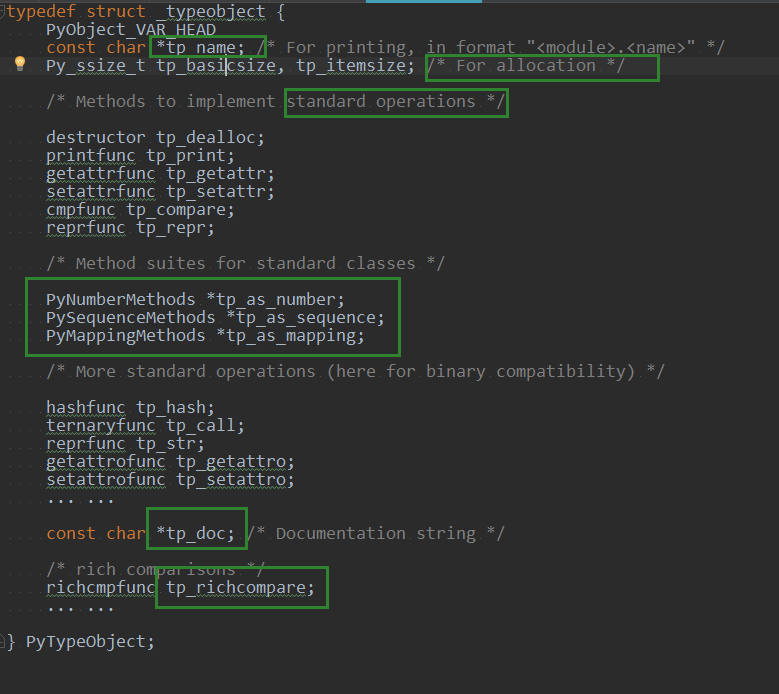 typedef struct _typeobject {
PyObject_VAR_HEAD
const char *tp_name; /* For printing, in format "<module>.<name>" */
Py_ssize_t tp_basicsize, tp_itemsize; /* For allocation */
/* Methods to implement standard operations */
destructor tp_dealloc;
printfunc tp_print;
getattrfunc tp_getattr;
setattrfunc tp_setattr;
cmpfunc tp_compare;
reprfunc tp_repr;
/* Method suites for standard classes */
PyNumberMethods *tp_as_number;
PySequenceMethods *tp_as_sequence;
PyMappingMethods *tp_as_mapping;
/* More standard operations (here for binary compatibility) */
hashfunc tp_hash;
ternaryfunc tp_call;
reprfunc tp_str;
getattrofunc tp_getattro;
setattrofunc tp_setattro;
... ...
const char *tp_doc; /* Documentation string */
/* rich comparisons */
richcmpfunc tp_richcompare;
... ...
} PyTypeObject;